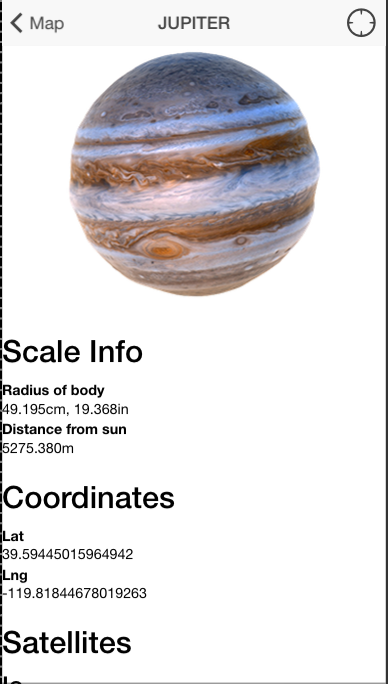 Map
JUPITER
Scale Info
Radius of body
49.195cm, 19.368in
Distance from sun
5275.380m
Coordinates
Lat
39.59445015964942
Lng
-119.81844678019263
Satellites